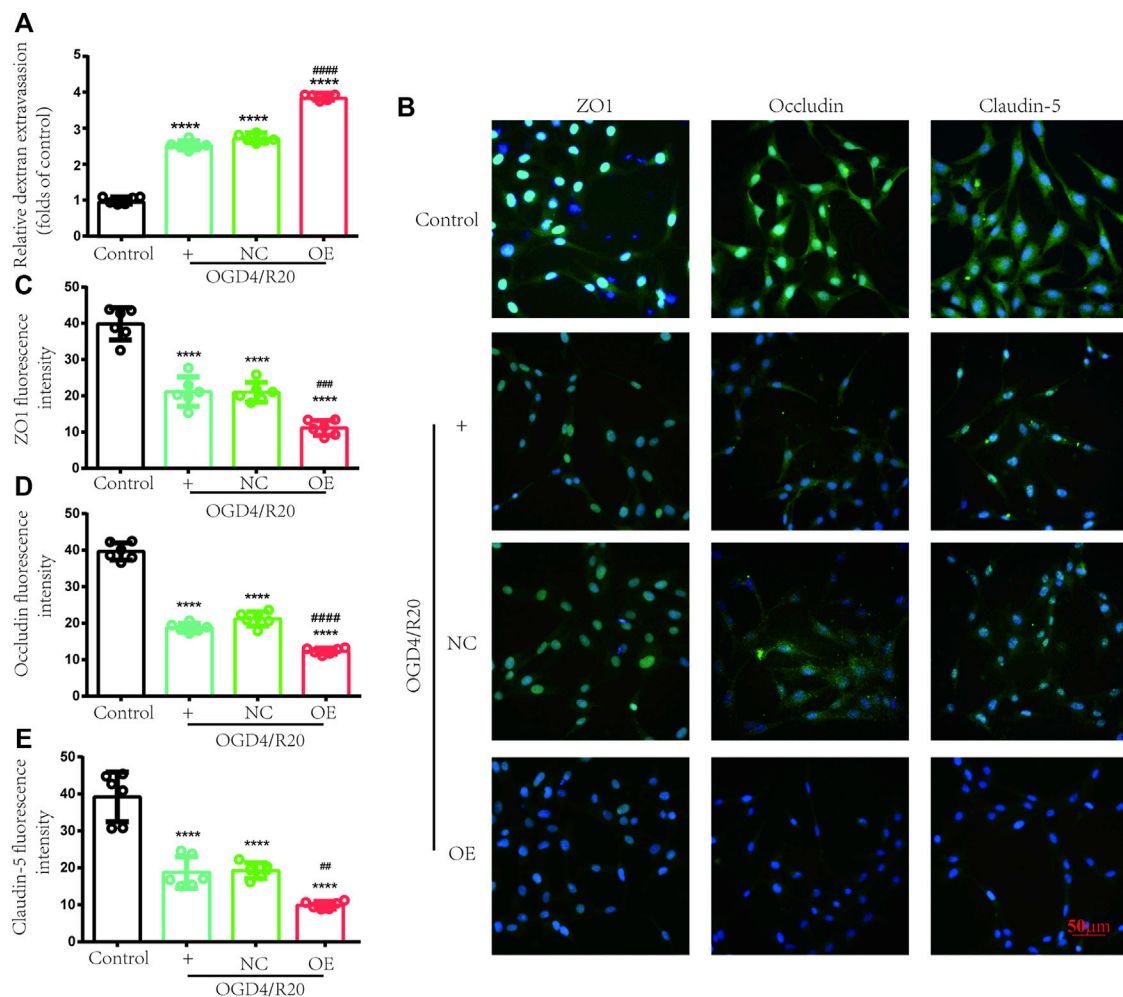 A
Relative dextran extravasasion
(folds of control)
5
4
3
2
1
0
****
****
####
****
Control
+
NC
OE
OGD4/R20
B
ZO1
Occludin
Claudin-5
Control
+
NC
OE
OGD4/R20
50μm
C
ZO1 fluorescence
intensity
50
40
30
20
10
0
****
****
###
****
Control
+
NC
OE
OGD4/R20
D
Occludin fluorescence
intensity
50
40
30
20
10
0
****
****
####
****
Control
+
NC
OE
OGD4/R20
E
Claudin-5 fluorescence
intensity
50
40
30
20
10
0
****
****
##
****
Control
+
NC
OE
OGD4/R20